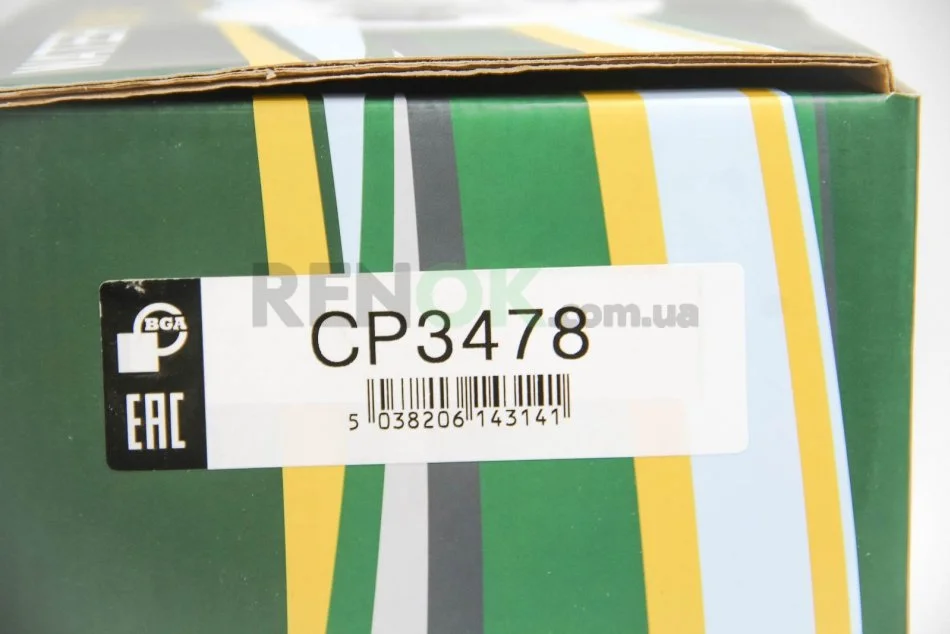 RENOK.com.ua
BGA
CP3478
EAC
5 038206 143141